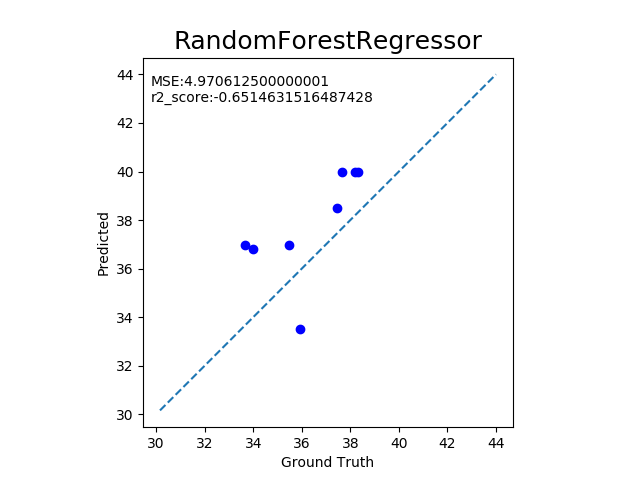 RandomForestRegressor
MSE:4.970612500000001
r2_score:-0.6514631516487428
44
42
40
38
36
34
32
30
Predicted
30 32 34 36 38 40 42 44
Ground Truth